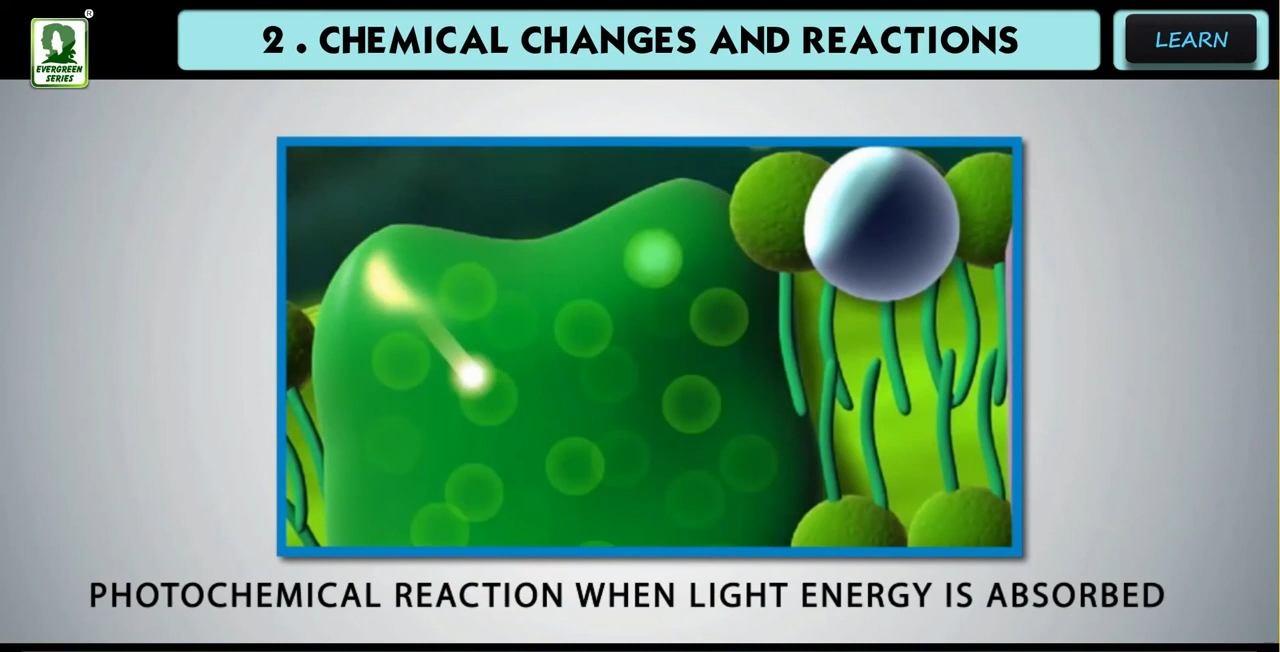 ®
EVERGREEN
SERIES
2 . CHEMICAL CHANGES AND REACTIONS
LEARN
PHOTOCHEMICAL REACTION WHEN LIGHT ENERGY IS ABSORBED